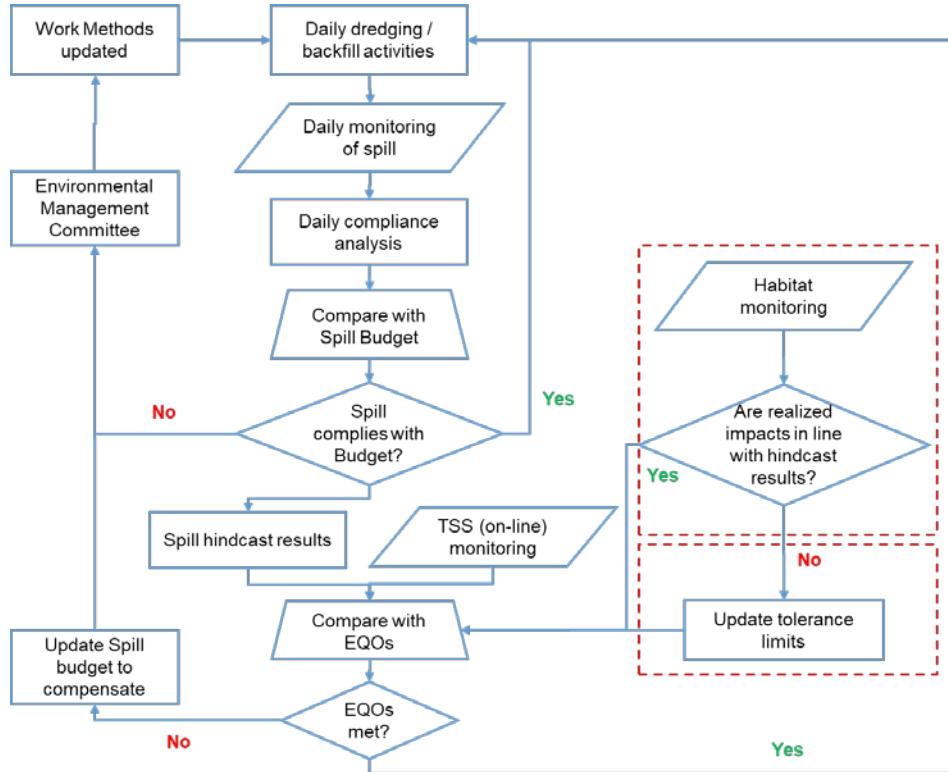 Work Methods
updated
Daily dredging /
backfill activities
Daily monitoring
of spill
Environmental
Management
Committee
Daily compliance
analysis
Habitat
monitoring
Compare with
Spill Budget
No
Yes
Spill
complies with
Budget?
Are realized
impacts in line
with hindcast
results?
Yes
Spill hindcast results
TSS (on-line)
monitoring
No
Compare with
EQOs
Update tolerance
limits
Update Spill
budget to
compensate
EQOs
met?
No
Yes